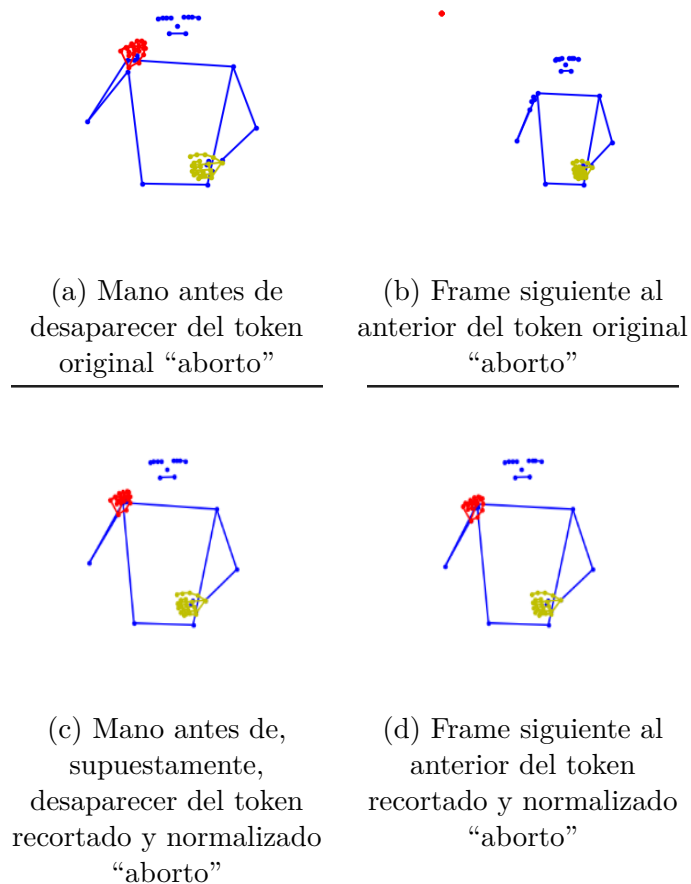 (a) Mano antes de
desaparecer del token
original “aborto”
(b) Frame siguiente al
anterior del token original
“aborto”
(c) Mano antes de,
supuestamente,
desaparecer del token
recortado y normalizado
“aborto”
(d) Frame siguiente al
anterior del token
recortado y normalizado
“aborto”